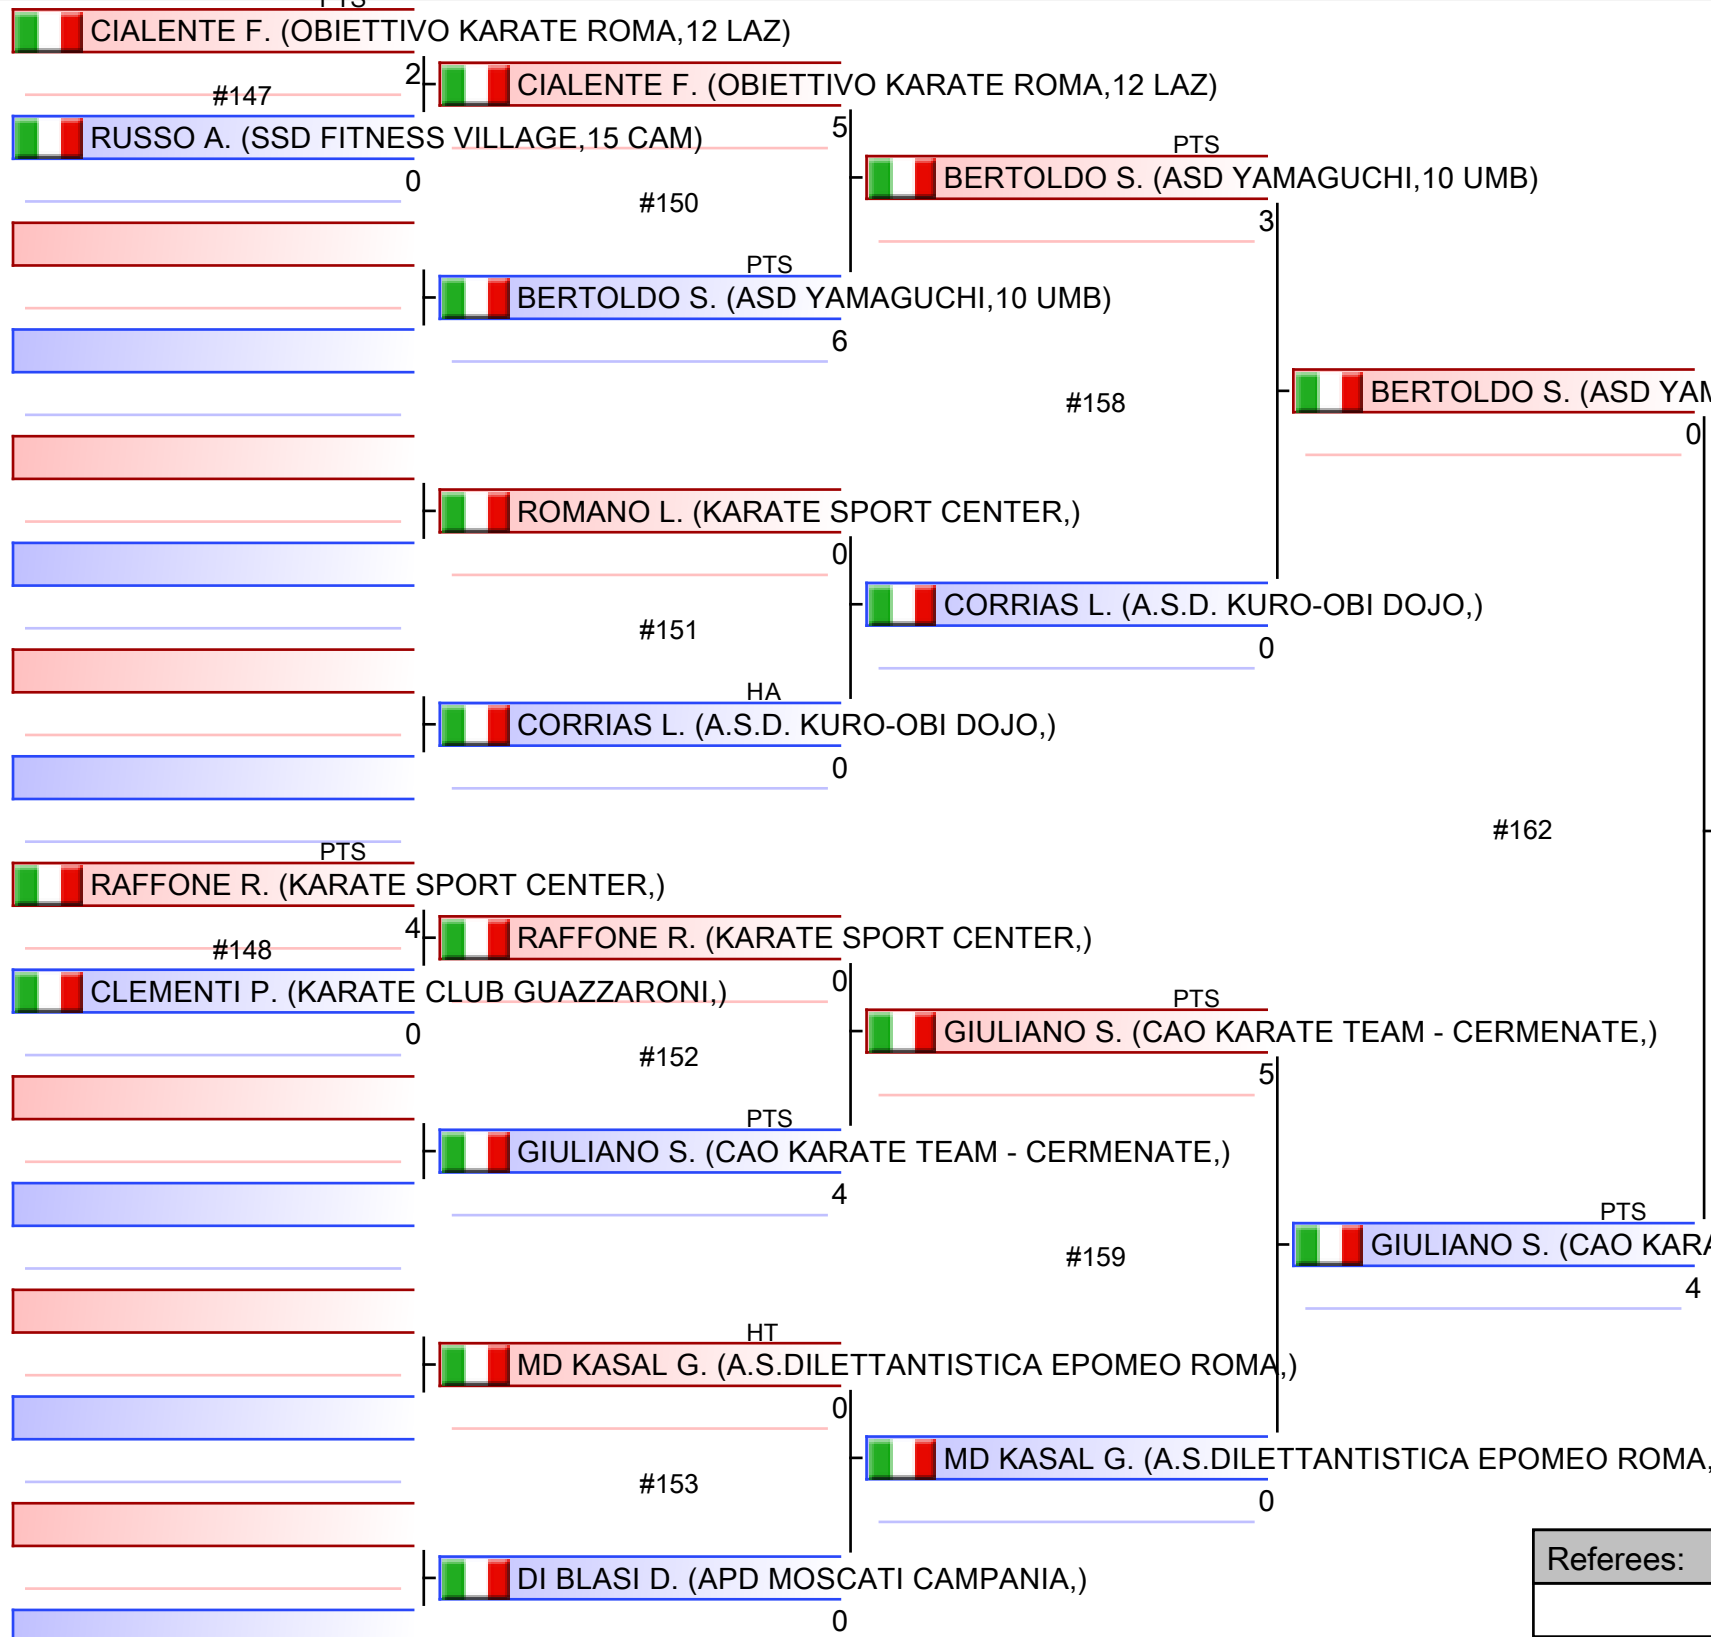 PTS
CIALENTE F. (OBIETTIVO KARATE ROMA,12 LAZ)
2
#147
RUSSO A. (SSD FITNESS VILLAGE,15 CAM)
0
CIALENTE F. (OBIETTIVO KARATE ROMA,12 LAZ)
5
#150
PTS
BERTOLDO S. (ASD YAMAGUCHI,10 UMB)
6
PTS
BERTOLDO S. (ASD YAMAGUCHI,10 UMB)
3
#158
ROMANO L. (KARATE SPORT CENTER,)
0
#151
HA
CORRIAS L. (A.S.D. KURO-OBI DOJO,)
0
CORRIAS L. (A.S.D. KURO-OBI DOJO,)
0
BERTOLDO S. (ASD YAM
0
#162
PTS
RAFFONE R. (KARATE SPORT CENTER,)
4
#148
CLEMENTI P. (KARATE CLUB GUAZZARONI,)
0
RAFFONE R. (KARATE SPORT CENTER,)
0
#152
PTS
GIULIANO S. (CAO KARATE TEAM - CERMENATE,)
4
PTS
GIULIANO S. (CAO KARATE TEAM - CERMENATE,)
5
#159
HT
MD KASAL G. (A.S.DILETTANTISTICA EPOMEO ROMA,)
0
#153
DI BLASI D. (APD MOSCATI CAMPANIA,)
0
MD KASAL G. (A.S.DILETTANTISTICA EPOMEO ROMA,
0
PTS
GIULIANO S. (CAO KARA
4
Referees: